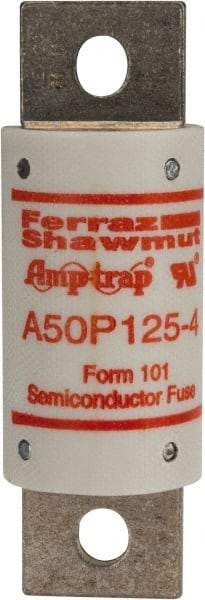 Ferraz
Shawmut
Amp-trap
A50P125-4
Form 101
Semiconductor Fuse